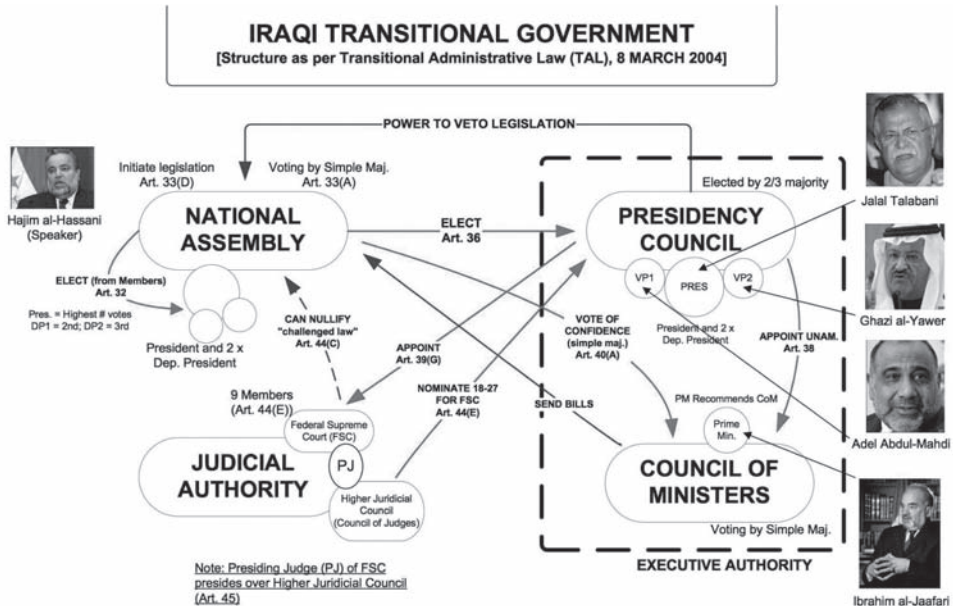 IRAQI TRANSITIONAL GOVERNMENT
[Structure as per Transitional Administrative Law (TAL), 8 MARCH 2004]
POWER TO VETO LEGISLATION
Initiate legislation
Art. 33(D)
Voting by Simple Maj.
Art. 33(A)
Elected by 2/3 majority
Jalal Talabani
Hajim al-Hassani
(Speaker)
NATIONAL
ASSEMBLY
ELECT
Art. 36
PRESIDENCY
COUNCIL
VP1
PRES
VP2
ELECT (from Members)
Art. 32
Pres. = Highest # votes
DP1 = 2nd; DP2 = 3rd
President and 2 x
Dep. President
CAN NULLIFY
"challenged law"
Art. 44(C)
APPOINT
Art. 39(G)
VOTE OF
CONFIDENCE
(simple maj.)
Art. 40(A)
President and 2 x
Dep. President
APPOINT UNAM.
Art. 38
Ghazi al-Yawer
NOMINATE 18-27
FOR FSC
Art. 44(E)
SEND BILLS
PM Recommends CoM
9 Members
(Art. 44(E))
Federal Supreme
Court (FSC)
Prime
Min.
Adel Abdul-Mahdi
JUDICIAL
AUTHORITY
PJ
Higher Juridicial
Council
(Council of Judges)
COUNCIL OF
MINISTERS
Voting by Simple Maj.
EXECUTIVE AUTHORITY
Note: Presiding Judge (PJ) of FSC
presides over Higher Juridicial Council
(Art. 45)
Ibrahim al-Jaafari